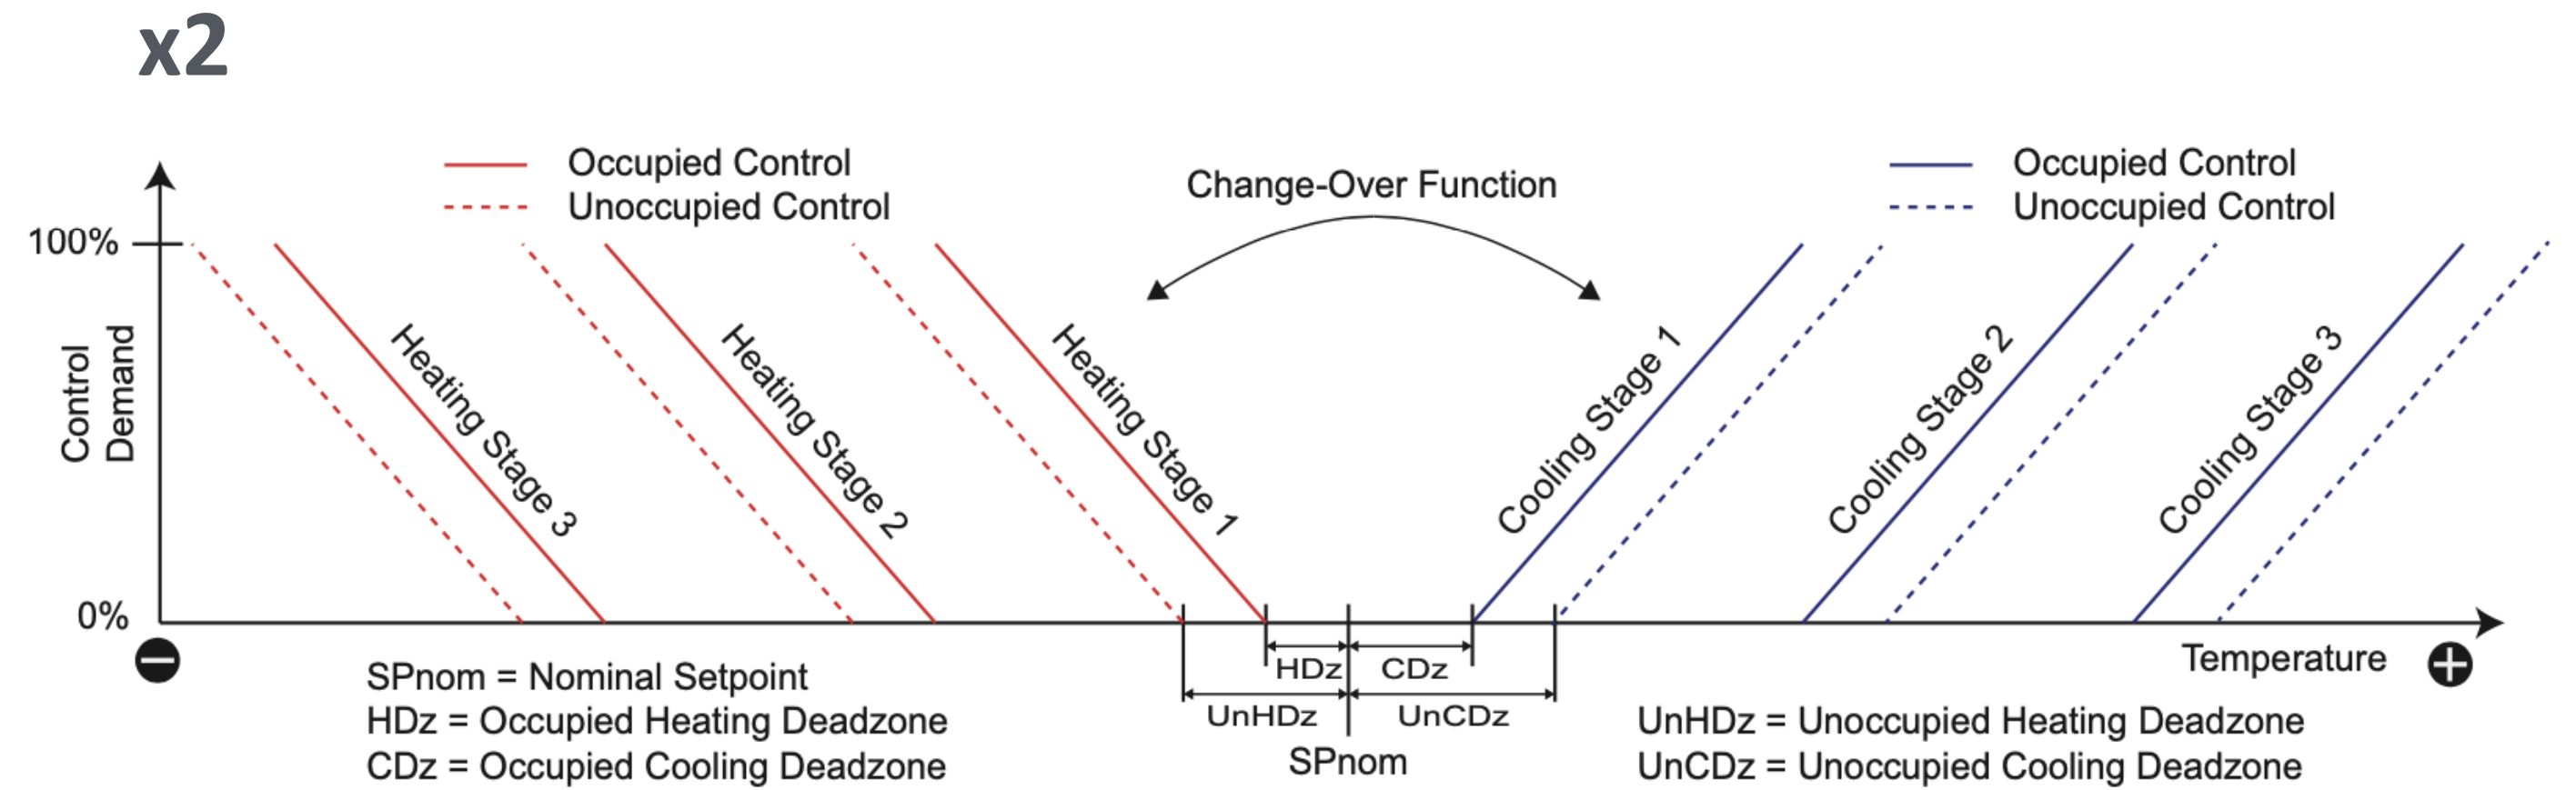 x2
Occupied Control
Unoccupied Control
Change-Over Function
Occupied Control
Unoccupied Control
100%
Control
Demand
0%
Heating Stage 3
Heating Stage 2
Heating Stage 1
Cooling Stage 1
Cooling Stage 2
Cooling Stage 3
HDz
CDz
UnHDz
UnCDz
SPnom
Temperature
SPnom = Nominal Setpoint
HDz = Occupied Heating Deadzone
CDz = Occupied Cooling Deadzone
UnHDz = Unoccupied Heating Deadzone
UnCDz = Unoccupied Cooling Deadzone